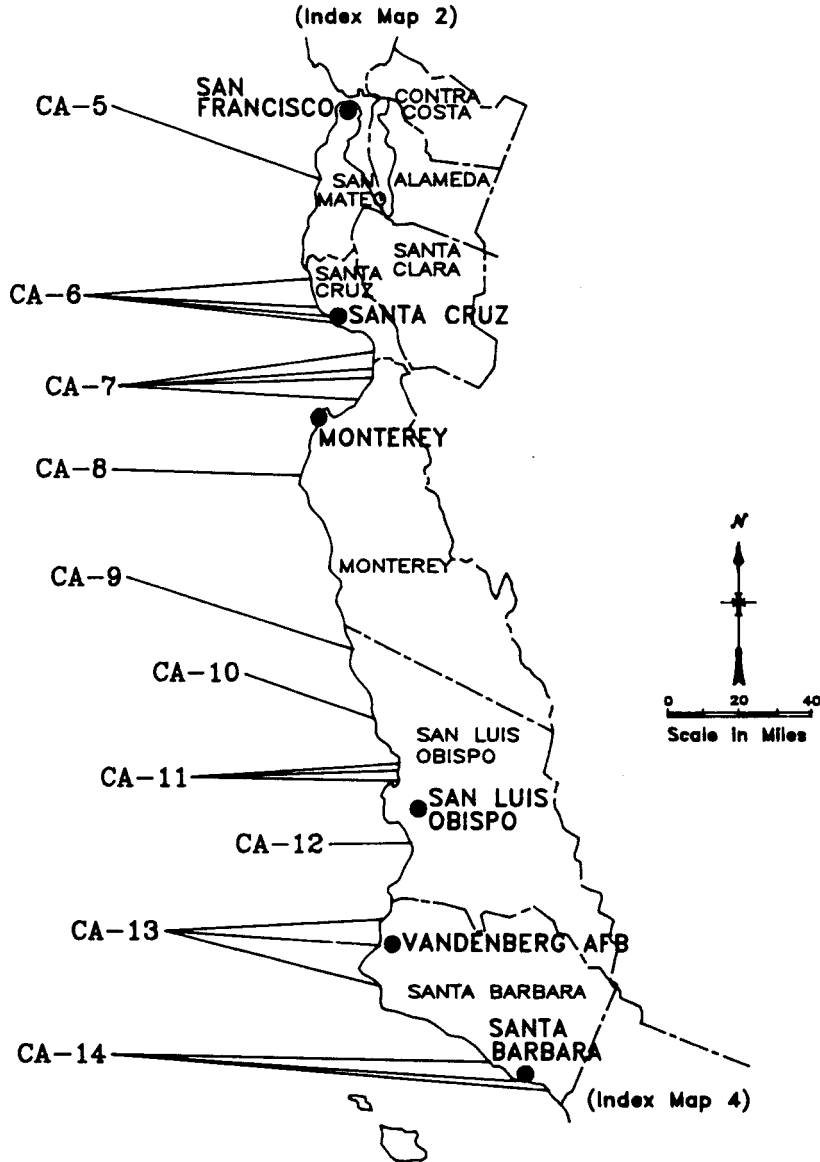 (Index Map 2)
SAN
FRANCISCO
CA-5
CONTRA
COSTA
SAN
MATEO
ALAMEDA
SANTA
CLARA
SANTA
CRUZ
CA-6
SANTA CRUZ
CA-7
MONTEREY
CA-8
N
MONTEREY
CA-9
CA-10
0 20 40
Scale in Miles
SAN LUIS
OBISPO
CA-11
SAN LUIS
OBISPO
CA-12
CA-13
VANDENBERG AFB
SANTA BARBARA
SANTA
BARBARA
CA-14
(Index Map 4)